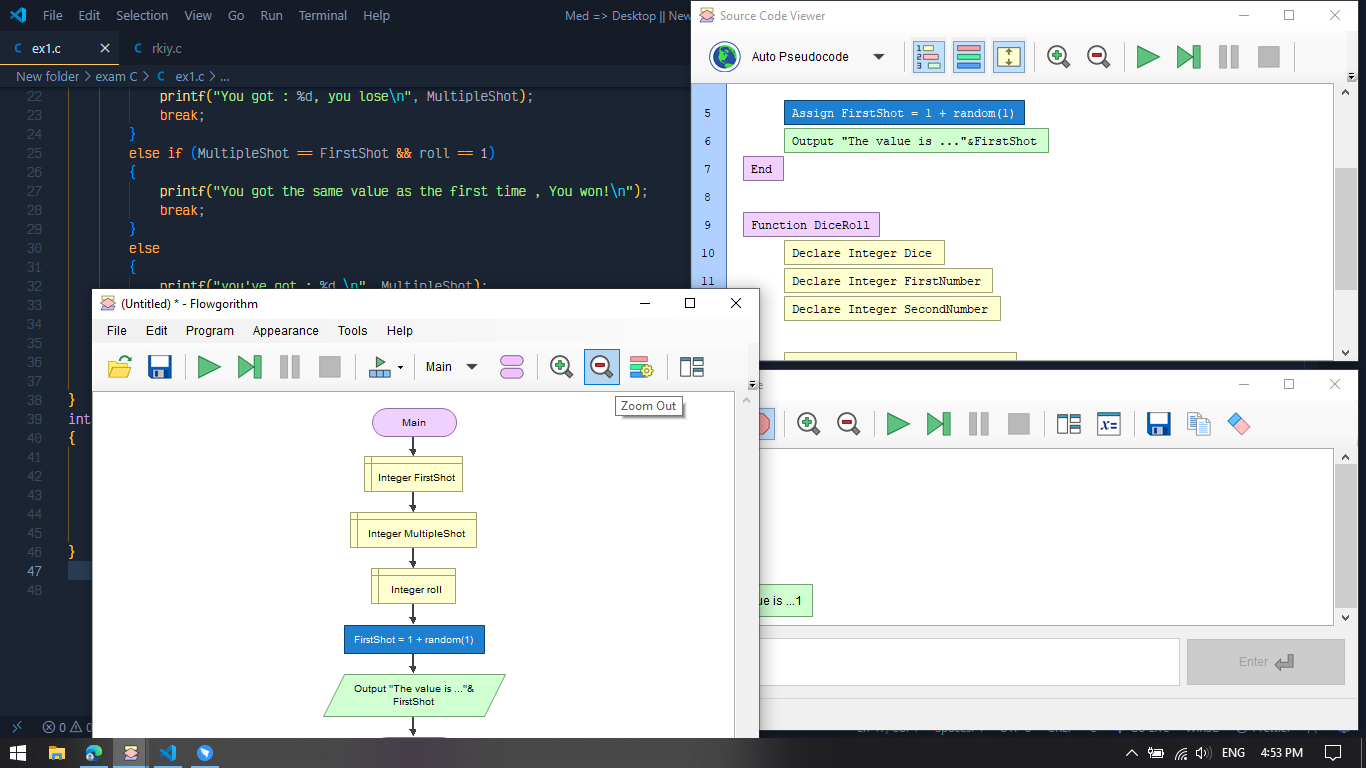 File Edit Selection View Go Run Terminal Help
Med => Desktop || New
ex1.c
rkiy.c
New folder > exam C > C ex1.c > ...
22 printf("You got : %d, you lose\n", MultipleShot);
23 break;
24 }
25 else if (MultipleShot == FirstShot && roll == 1)
26 {
27 printf("You got the same value as the first time , You won!\n");
28 break;
29 }
30 else
31 {
32 printf("you've got : %d \n", MultipleShot);
33
34
35
36
37
38 }
39 int
40 {
41
42
43
44
45
46 }
47
48
0 0
Source Code Viewer
Auto Pseudocode
5 Assign FirstShot = 1 + random(1)
6 Output "The value is ..."&FirstShot
7 End
8
9 Function DiceRoll
10 Declare Integer Dice
11 Declare Integer FirstNumber
Declare Integer SecondNumber
(Untitled) * - Flowgorithm
File Edit Program Appearance Tools Help
Main
Zoom Out
Main
Integer FirstShot
Integer MultipleShot
Integer roll
FirstShot = 1 + random(1)
Output "The value is ..."&
FirstShot
x=
ue is ...1
Enter
ENG 4:53 PM